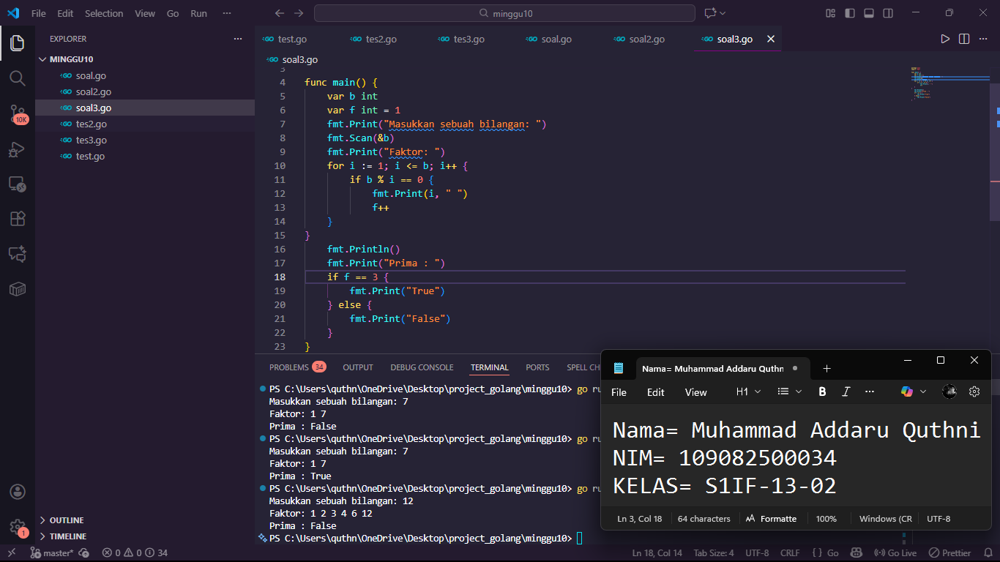 File Edit Selection View Go Run ··· minggu10
EXPLORER ···
MINGGU10
soal.go
soal2.go
soal3.go
tes2.go
tes3.go
test.go
10K
1
OUTLINE
TIMELINE
test.go tes2.go tes3.go soal.go soal2.go soal3.go
soal3.go
3
4 func main() {
5 var b int
6 var f int = 1
7 fmt.Print("Masukkan sebuah bilangan: ")
8 fmt.Scan(&b)
9 fmt.Print("Faktor: ")
10 for i := 1; i <= b; i++ {
11 if b % i == 0 {
12 fmt.Print(i, " ")
13 f++
14 }
15 }
16 fmt.Println()
17 fmt.Print("Prima : ")
18 if f == 3 {
19 fmt.Print("True")
20 } else {
21 fmt.Print("False")
22 }
23 }
PROBLEMS 34 OUTPUT DEBUG CONSOLE TERMINAL PORTS SPELL CH
PS C:\Users\quthn\OneDrive\Desktop\project_golang\minggu10> go ru
Masukkan sebuah bilangan: 7
Faktor: 1 7
Prima : False
PS C:\Users\quthn\OneDrive\Desktop\project_golang\minggu10> go ru
Masukkan sebuah bilangan: 7
Faktor: 1 7
Prima : True
PS C:\Users\quthn\OneDrive\Desktop\project_golang\minggu10> go ru
Masukkan sebuah bilangan: 12
Faktor: 1 2 3 4 6 12
Prima : False
PS C:\Users\quthn\OneDrive\Desktop\project_golang\minggu10>
Nama= Muhammad Addaru Quthn
File Edit View H1 B I ···
Nama= Muhammad Addaru Quthni
NIM= 109082500034
KELAS= S1IF-13-02
Ln 3, Col 18 64 characters Formatte 100% Windows (CR UTF-8
master* 0 0 34 Ln 18, Col 14 Tab Size: 4 UTF-8 CRLF { } Go Go Live Prettier